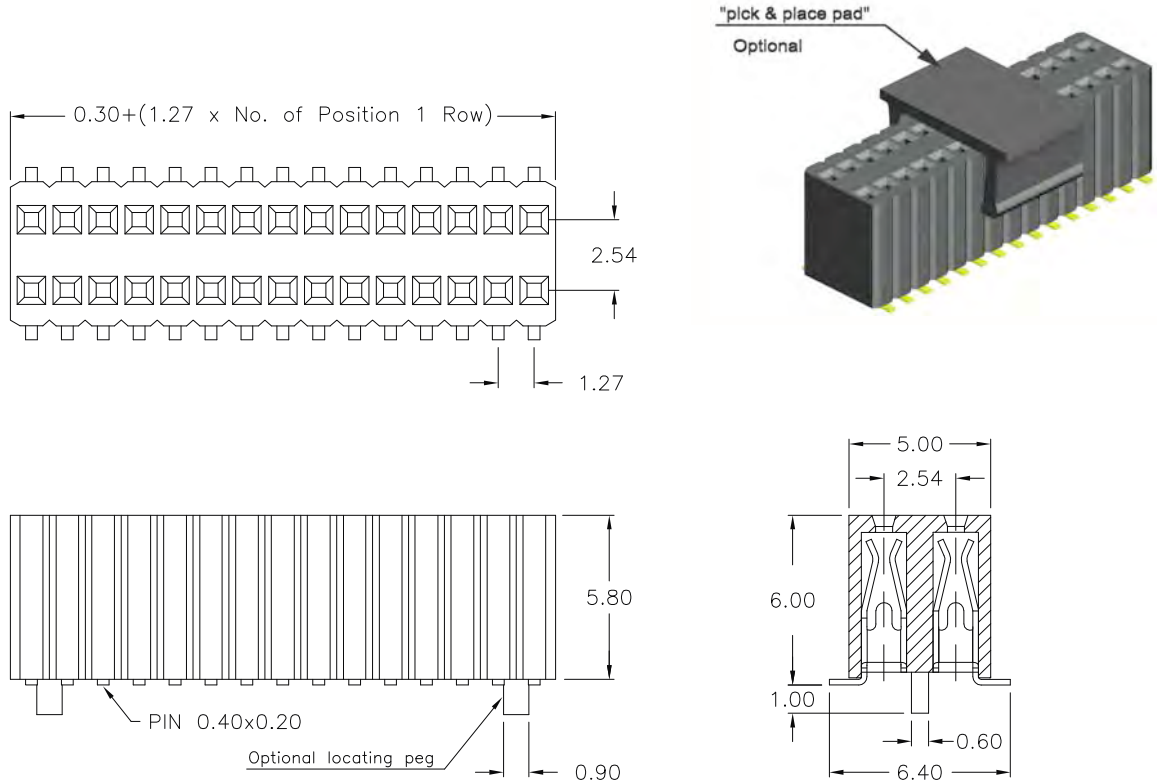 "pick & place pad"
Optional
0.30+(1.27 x No. of Position 1 Row)
2.54
1.27
5.00
2.54
5.80
6.00
1.00
PIN 0.40x0.20
Optional locating peg
0.90
0.60
6.40